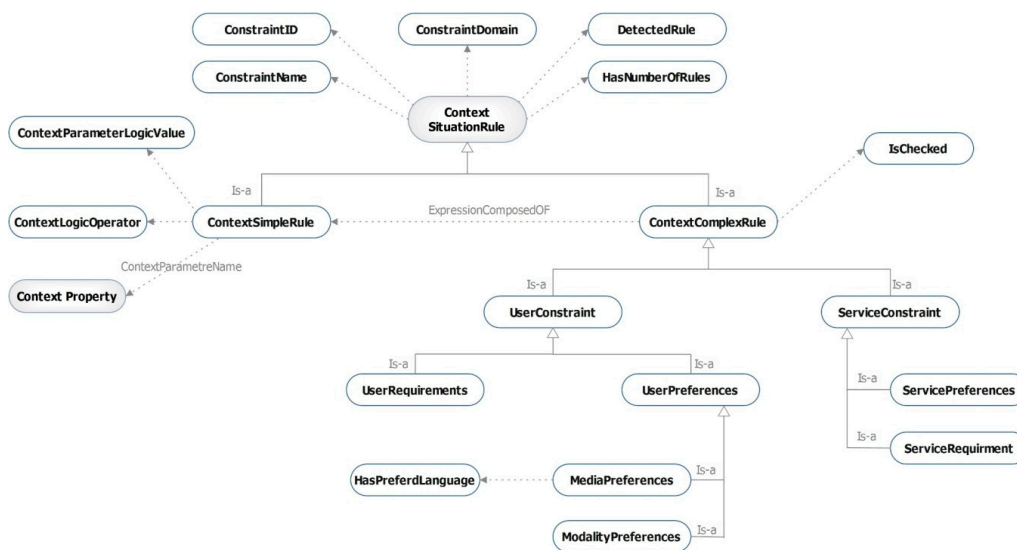 ConstraintID
ConstraintDomain
DetectedRule
ConstraintName
HasNumberOfRules
Context
SituationRule
ContextParameterLogicValue
IsChecked
Is-a
Is-a
ContextLogicOperator
ContextSimpleRule
ExpressionComposedOF
ContextComplexRule
ContextParametreName
Context Property
Is-a
Is-a
UserConstraint
ServiceConstraint
Is-a
Is-a
UserRequirements
UserPreferences
Is-a
ServicePreferences
Is-a
ServiceRequirment
HasPreferdLanguage
MediaPreferences
Is-a
ModalityPreferences
Is-a